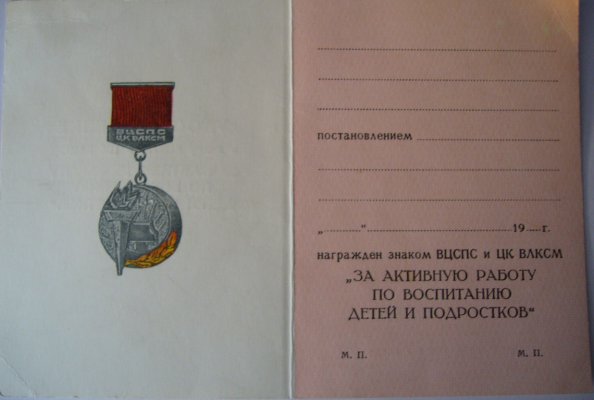 ВЦСПС
ЦК ВЛКСМ
постановлением
„ “ 19 г.
награжден знаком ВЦСПС и ЦК ВЛКСМ
„ЗА АКТИВНУЮ РАБОТУ
ПО ВОСПИТАНИЮ
ДЕТЕЙ И ПОДРОСТКОВ“
М. П. М. П.